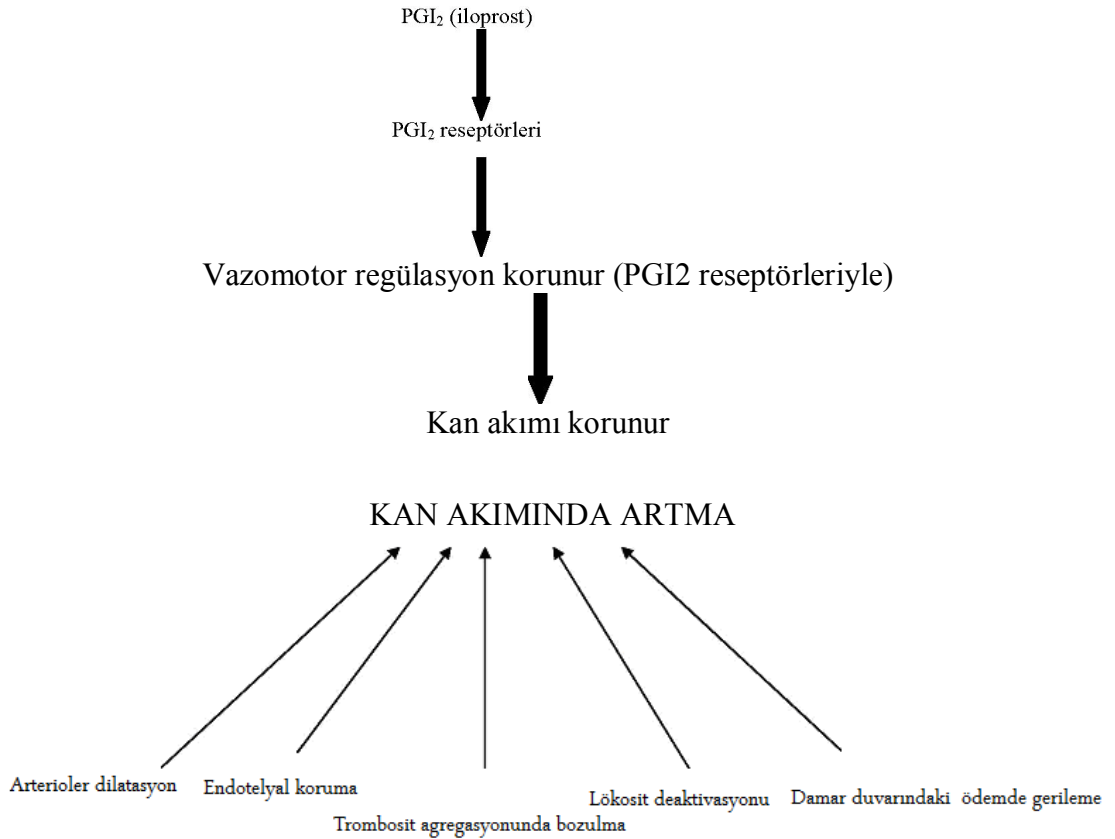 PGI₂ (iloprost)
PGI₂ reseptörleri
Vazomotor regülasyon korunur (PGI2 reseptörleriyle)
Kan akımı korunur
KAN AKIMINDA ARTMA
Arterioler dilatasyon
Endotelyal koruma
Trombosit agregasyonunda bozulma
Lökosit deaktivasyonu
Damar duvarındaki ödemde gerileme